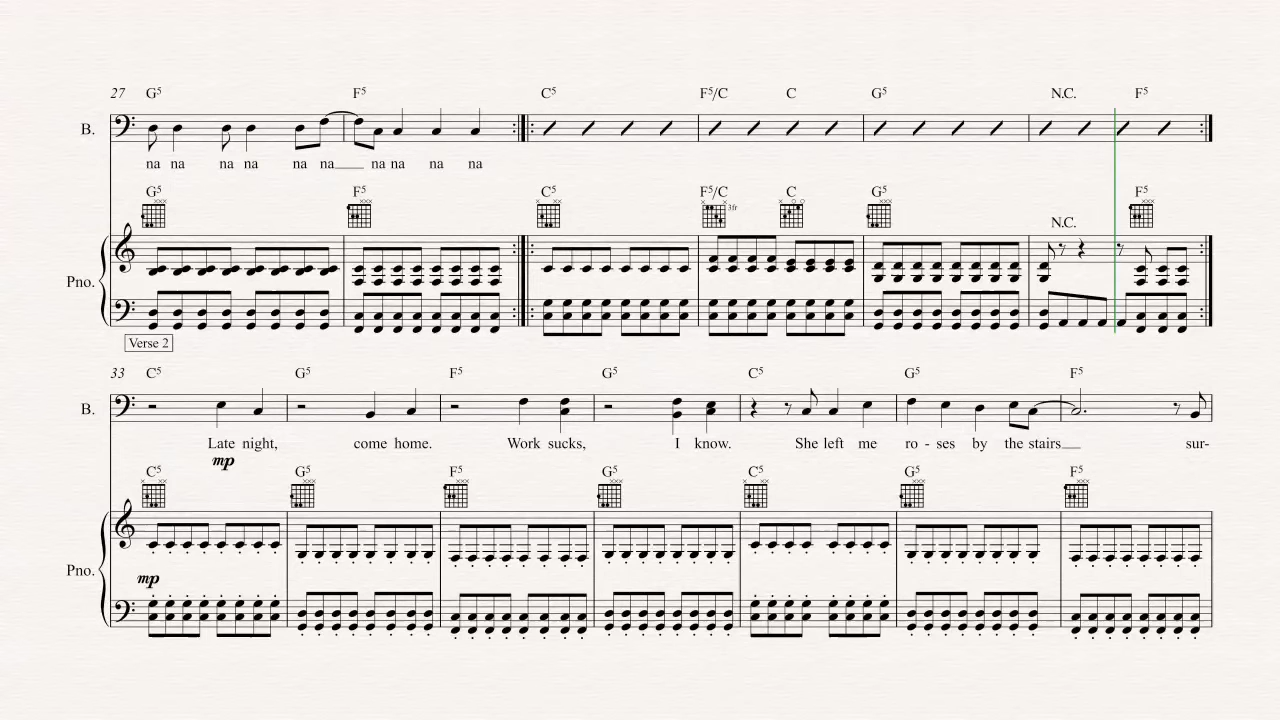 27 G5 F5 C5 F5/C C G5 N.C. F5
B.
na na na na na na na na na na
G5 F5 C5 F5/C C G5 N.C. F5
3fr
Pno.
Verse 2
33 C5 G5 F5 G5 C5 G5 F5
B.
Late night, come home. Work sucks, I know. She left me ro - ses by the stairs sur-
mp
C5 G5 F5 G5 C5 G5 F5
Pno.
mp